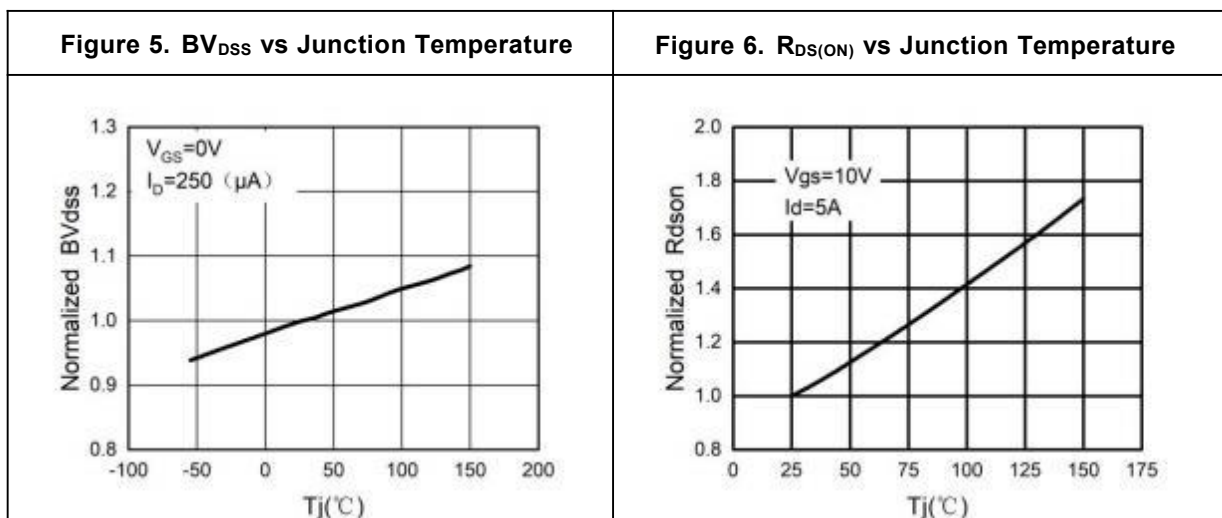 Figure 5. BVDSS vs Junction Temperature
Figure 6. RDS(ON) vs Junction Temperature
1.3
1.2
1.1
1.0
0.9
0.8
Normalized BVdss
VGS=0V
ID=250（μA）
-100 -50 0 50 100 150 200
Tj(℃)
2.0
1.8
1.6
1.4
1.2
1.0
0.8
Normalized Rdson
Vgs=10V
Id=5A
0 25 50 75 100 125 150 175
Tj(℃)